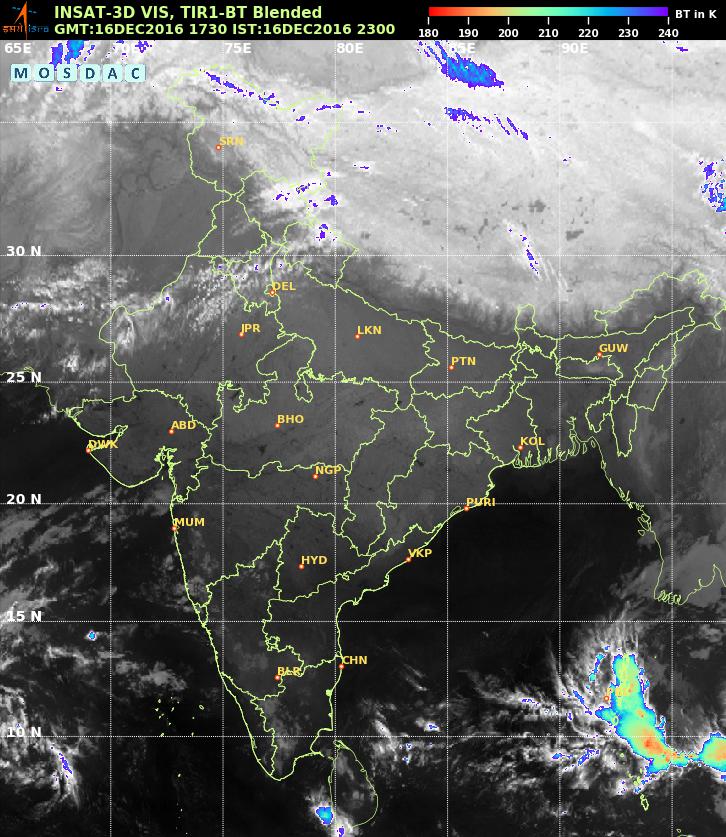 INSAT-3D VIS, TIR1-BT Blended
GMT:16DEC2016 1730 IST:16DEC2016 2300
BT in K
180 190 200 210 220 230 240
65E 75E 80E 85E 90E
MOSDAC
SRN
30 N
DEL
JPR LKN
GUW
PTN
25 N
ABD BHO
DWK KOL
NGP
20 N
PURI
MUM
VKP
HYD
15 N
CHN
BLR
10 N